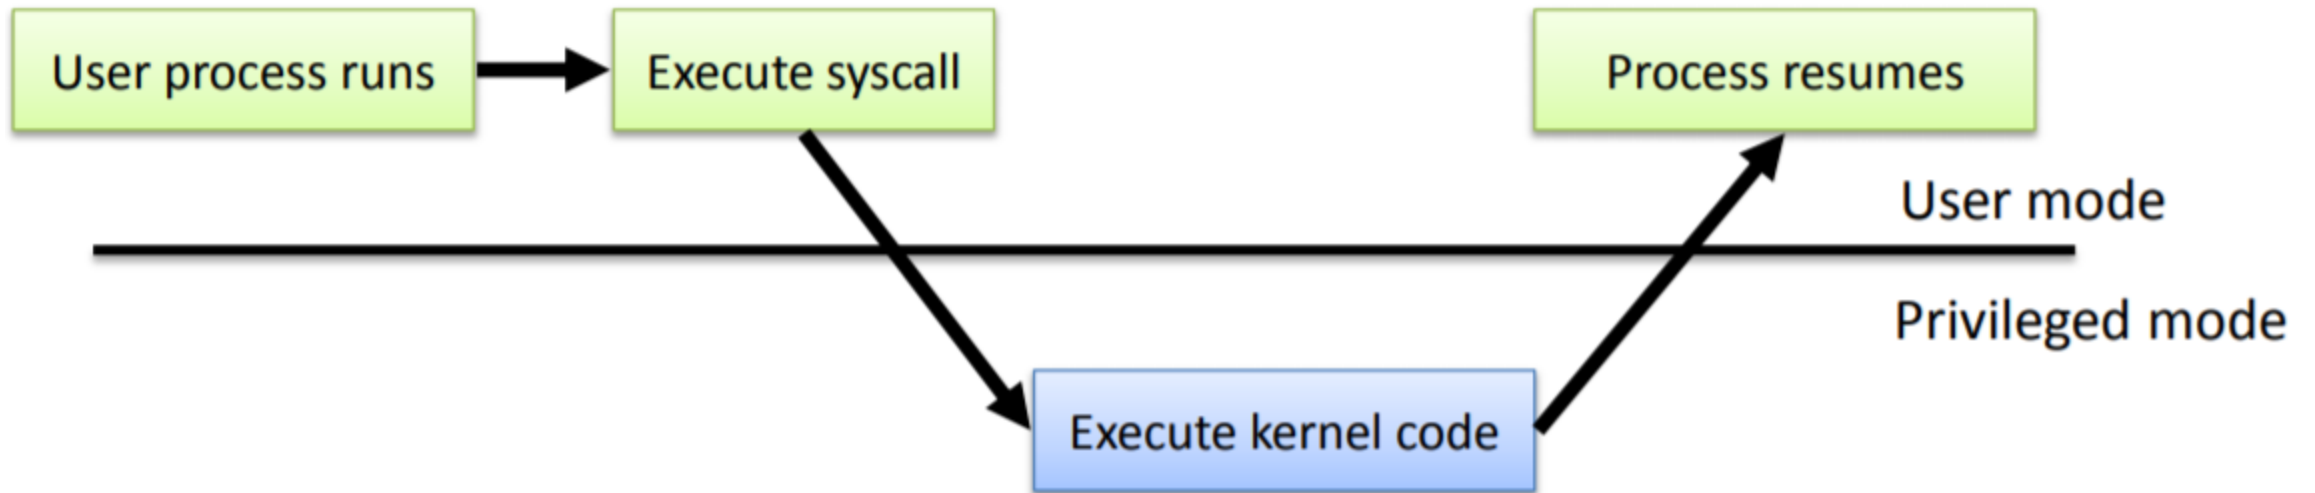 User process runs
Execute syscall
Process resumes
User mode
Privileged mode
Execute kernel code